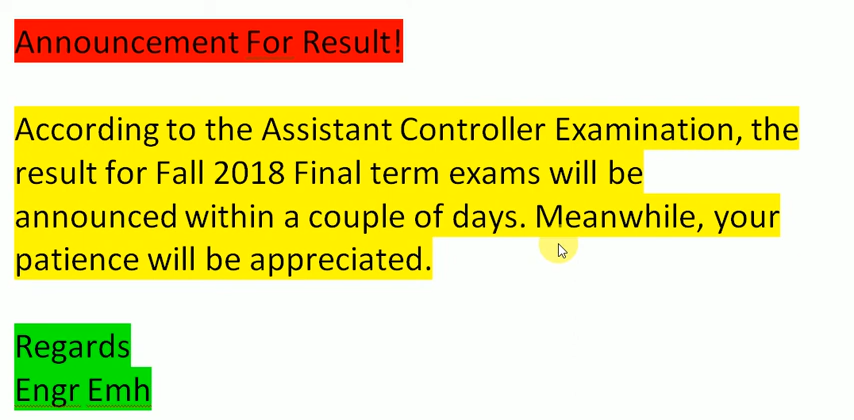 Announcement For Result!
According to the Assistant Controller Examination, the
result for Fall 2018 Final term exams will be
announced within a couple of days. Meanwhile, your
patience will be appreciated.
Regards
Engr Emh